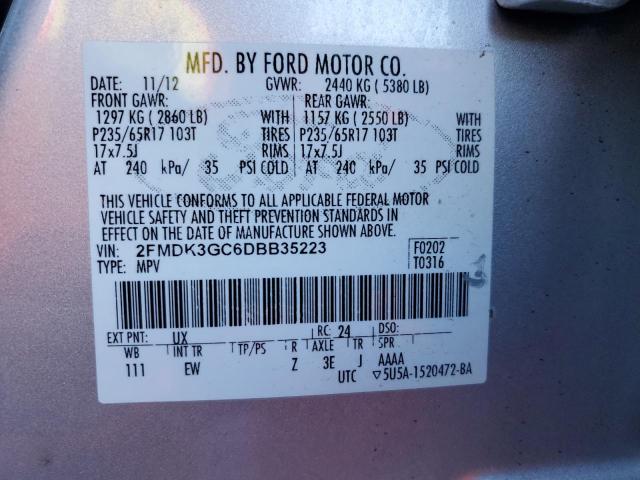 MFD. BY FORD MOTOR CO.
DATE: 11/12 GVWR: 2440 KG ( 5380 LB)
FRONT GAWR: REAR GAWR:
1297 KG ( 2860 LB) WITH 1157 KG ( 2550 LB) WITH
P235/65R17 103T TIRES P235/65R17 103T TIRES
17x7.5J RIMS 17x7.5J RIMS
AT 240 kPa/ 35 PSI COLD AT 240 kPa/ 35 PSI COLD
THIS VEHICLE CONFORMS TO ALL APPLICABLE FEDERAL MOTOR
VEHICLE SAFETY AND THEFT PREVENTION STANDARDS IN
EFFECT ON THE DATE OF MANUFACTURE SHOWN ABOVE.
VIN: 2FMDK3GC6DBB35223 F0202
TYPE: MPV T0316
EXT PNT: UX RC: 24 DSO:
WB INT TR TP/PS R AXLE TR SPR
111 EW Z 3E J AAAA
UTC ▽5U5A-1520472-BA